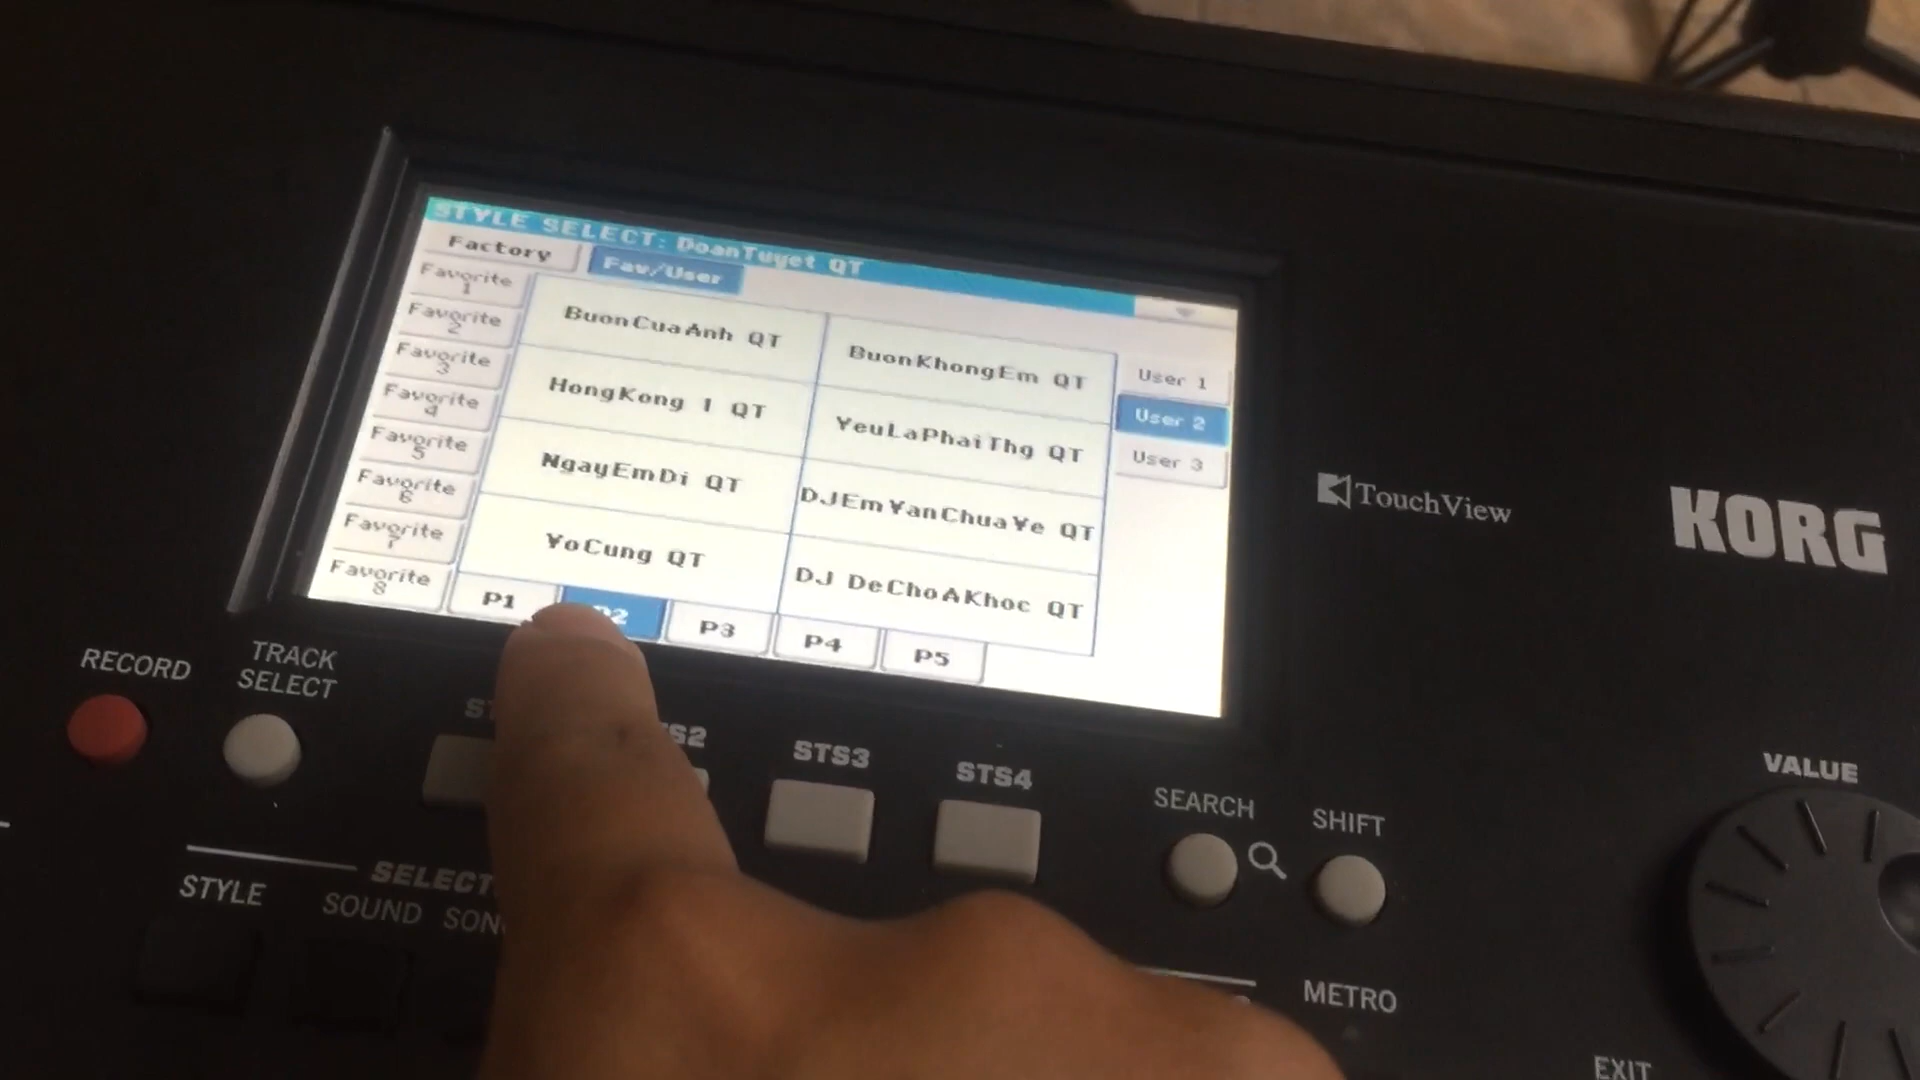 STYLE SELECT: DoanTuyet QT
Factory
Fav/User
Favorite
1
Favorite
2
Favorite
3
Favorite
4
Favorite
5
Favorite
6
Favorite
7
Favorite
8
BuonCuaAnh QT
BuonKhongEm QT
HongKong 1 QT
YeuLaPhaiThg QT
NgayEmDi QT
DJEmVanChuaVe QT
VoCung QT
DJ DeChoAKhoc QT
User 1
User 2
User 3
P1
P2
P3
P4
P5
TouchView
KORG
RECORD
TRACK
SELECT
STS3
STS4
SEARCH
SHIFT
VALUE
SELECT
STYLE
SOUND
METRO
EXIT